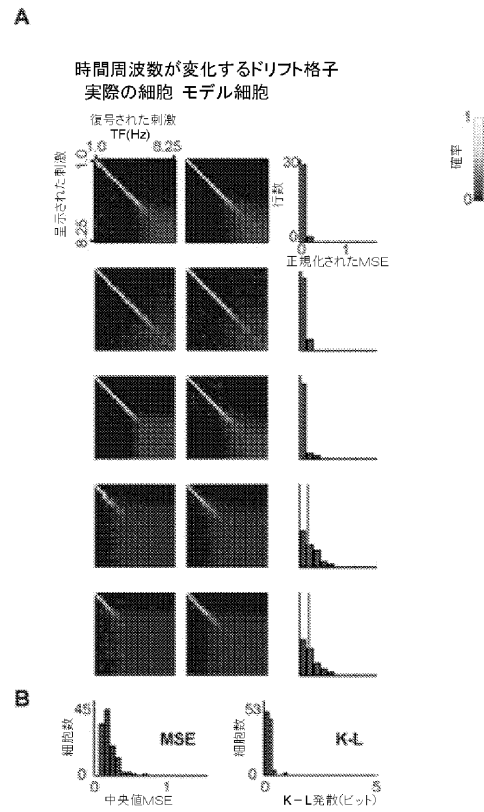 A
時間周波数が変化するドリフト格子
実際の細胞 モデル細胞
復号された刺激
TF(Hz)
1.0 8.25
呈示された刺激
1.0
8.25
行数
30
0
0 1
正規化されたMSE
1
0
確率
B
細胞数
45
0
MSE
0 1
中央値MSE
細胞数
53
0
K-L
0 5
K－L発散(ビット)